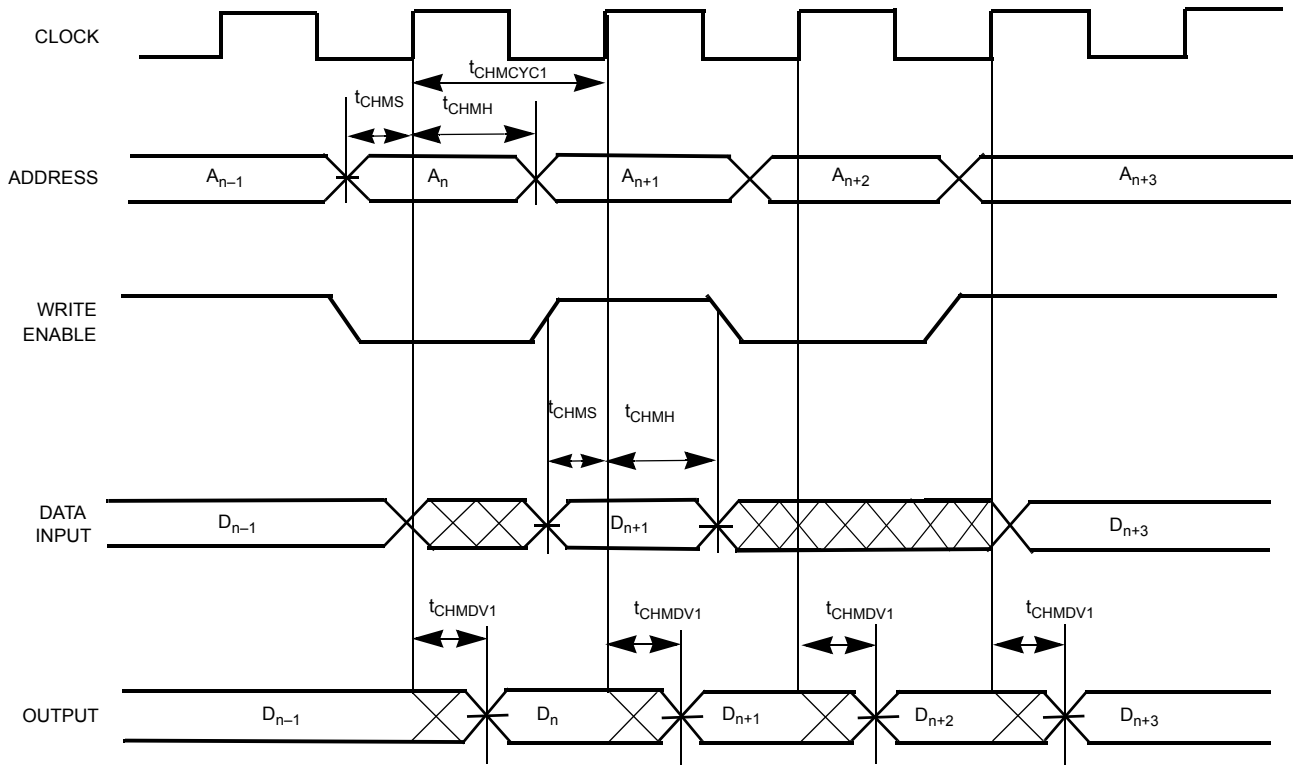 CLOCK
tCHMCYC1
tCHMS
tCHMH
ADDRESS
An–1
An
An+1
An+2
An+3
WRITE
ENABLE
tCHMS
tCHMH
DATA
INPUT
Dn–1
Dn+1
Dn+3
tCHMDV1
tCHMDV1
tCHMDV1
tCHMDV1
OUTPUT
Dn–1
Dn
Dn+1
Dn+2
Dn+3